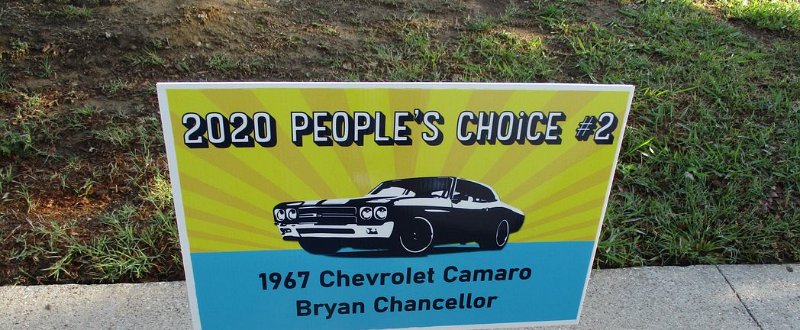 2020 PEOPLE'S CHOiCE #2
1967 Chevrolet Camaro
Bryan Chancellor